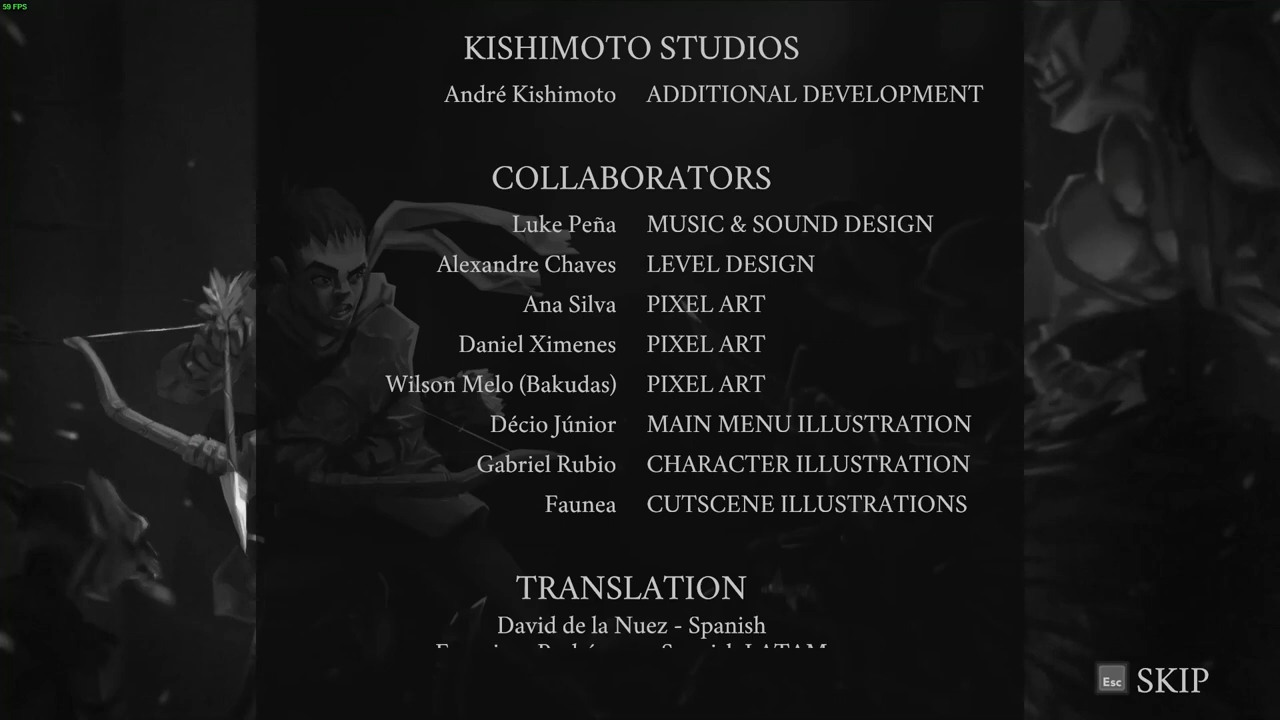 59 FPS
KISHIMOTO STUDIOS
André Kishimoto ADDITIONAL DEVELOPMENT
COLLABORATORS
Luke Peña MUSIC & SOUND DESIGN
Alexandre Chaves LEVEL DESIGN
Ana Silva PIXEL ART
Daniel Ximenes PIXEL ART
Wilson Melo (Bakudas) PIXEL ART
Décio Júnior MAIN MENU ILLUSTRATION
Gabriel Rubio CHARACTER ILLUSTRATION
Faunea CUTSCENE ILLUSTRATIONS
TRANSLATION
David de la Nuez - Spanish
Spanish LATAM
Esc SKIP